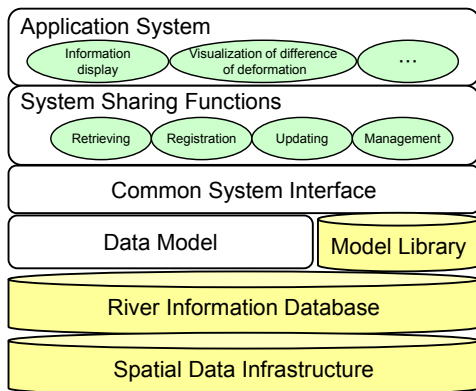 Application System
Information
display
Visualization of difference
of deformation
...
System Sharing Functions
Retrieving
Registration
Updating
Management
Common System Interface
Data Model
Model Library
River Information Database
Spatial Data Infrastructure